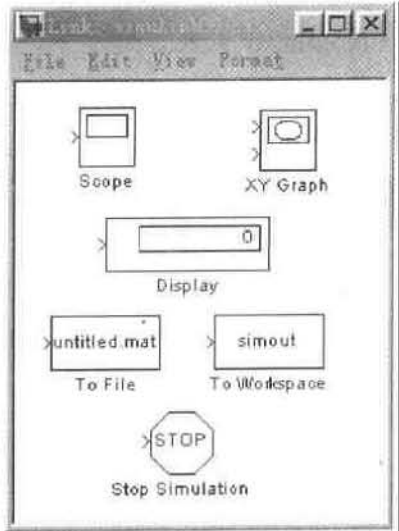 File Edit View Format
Scope
XY Graph
0
Display
untitled.mat
simout
To File
To Workspace
STOP
Stop Simulation